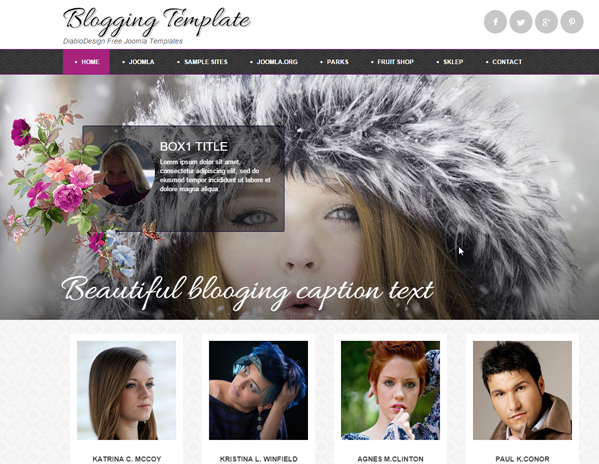 Blogging Template
DiabloDesign Free Joomla Templates
HOME
JOOMLA
SAMPLE SITES
JOOMLA.ORG
PARKS
FRUIT SHOP
SKLEP
CONTACT
BOX1 TITLE
Lorem ipsum dolor sit amet,
consectetur adipiscing elit, sed do
eiusmod tempor incididunt ut labore et
dolore magna aliqua.
Beautiful blooging caption text
KATRINA C. MCCOY
KRISTINA L. WINFIELD
AGNES M.CLINTON
PAUL K.CONOR